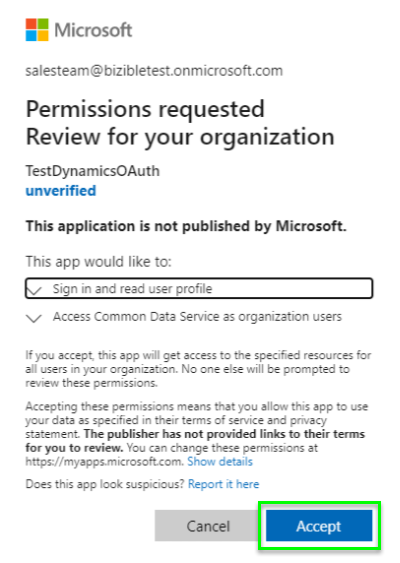 Microsoft
salesteam@bizibletest.onmicrosoft.com
Permissions requested
Review for your organization
TestDynamicsOAuth
unverified
This application is not published by Microsoft.
This app would like to:
Sign in and read user profile
Access Common Data Service as organization users
If you accept, this app will get access to the specified resources for
all users in your organization. No one else will be prompted to
review these permissions.
Accepting these permissions means that you allow this app to use
your data as specified in their terms of service and privacy
statement. The publisher has not provided links to their terms
for you to review. You can change these permissions at
https://myapps.microsoft.com. Show details
Does this app look suspicious? Report it here
Cancel Accept